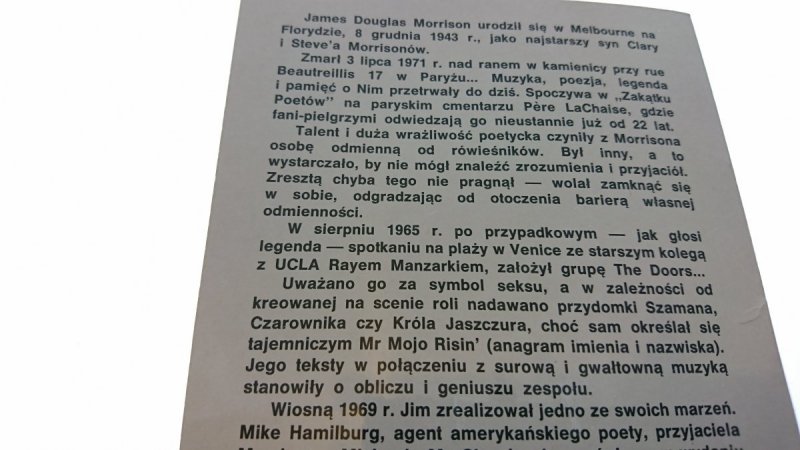 James Douglas Morrison urodził się w Melbourne na
Florydzie, 8 grudnia 1943 r., jako najstarszy syn Clary
i Steve'a Morrisonów.
Zmarł 3 lipca 1971 r. nad ranem w kamienicy przy rue
Beautreillis 17 w Paryżu... Muzyka, poezja, legenda
i pamięć o Nim przetrwały do dziś. Spoczywa w „Zakątku
Poetów” na paryskim cmentarzu Père LaChaise, gdzie
fani-pielgrzymi odwiedzają go nieustannie już od 22 lat.
Talent i duża wrażliwość poetycka czyniły z Morrisona
osobę odmienną od rówieśników. Był inny, a to
wystarczało, by nie mógł znaleźć zrozumienia i przyjaciół.
Zresztą chyba tego nie pragnął — wolał zamknąć się
w sobie, odgradzając od otoczenia barierą własnej
odmienności.
W sierpniu 1965 r. po przypadkowym — jak głosi
legenda — spotkaniu na plaży w Venice ze starszym kolegą
z UCLA Rayem Manzarkiem, założył grupę The Doors...
Uważano go za symbol seksu, a w zależności od
kreowanej na scenie roli nadawano przydomki Szamana,
Czarownika czy Króla Jaszczura, choć sam określał się
tajemniczym Mr Mojo Risin' (anagram imienia i nazwiska).
Jego teksty w połączeniu z surową i gwałtowną muzyką
stanowiły o obliczu i geniuszu zespołu.
Wiosną 1969 r. Jim zrealizował jedno ze swoich marzeń.
Mike Hamilburg, agent amerykańskiego poety, przyjaciela